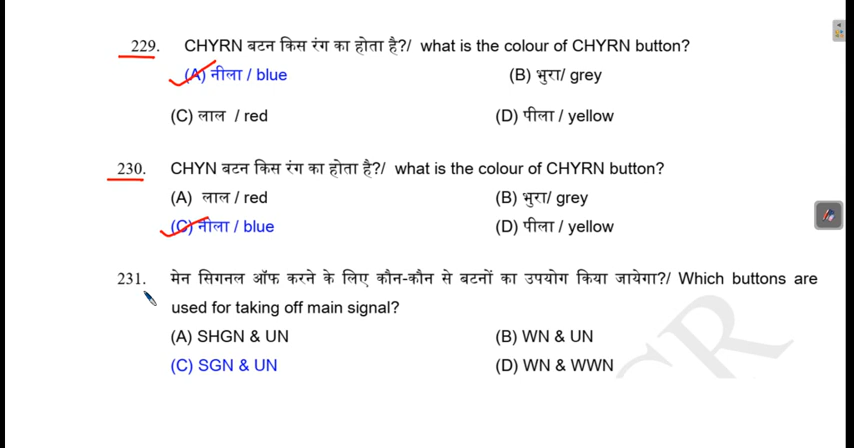 229. CHYRN बटन किस रंग का होता है?/ what is the colour of CHYRN button?
(A) नीला / blue (B) भुरा/ grey
(C) लाल / red (D) पीला / yellow
230. CHYN बटन किस रंग का होता है?/ what is the colour of CHYRN button?
(A) लाल / red (B) भुरा/ grey
(C) नीला / blue (D) पीला / yellow
231. मेन सिगनल ऑफ करने के लिए कौन-कौन से बटनों का उपयोग किया जायेगा?/ Which buttons are
used for taking off main signal?
(A) SHGN & UN (B) WN & UN
(C) SGN & UN (D) WN & WWN
CR